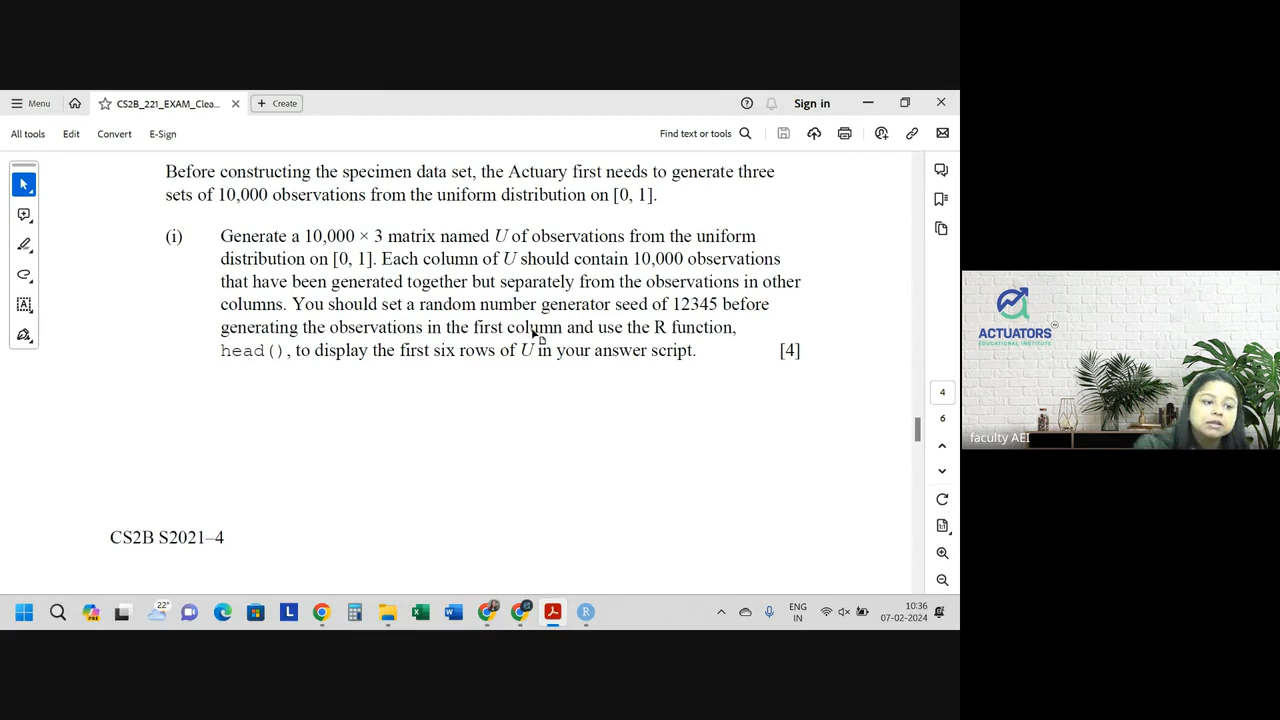 Menu
CS2B_221_EXAM_Clea...
Create
Sign in
All tools
Edit
Convert
E-Sign
Find text or tools
Before constructing the specimen data set, the Actuary first needs to generate three
sets of 10,000 observations from the uniform distribution on [0, 1].
(i) Generate a 10,000 × 3 matrix named U of observations from the uniform
distribution on [0, 1]. Each column of U should contain 10,000 observations
that have been generated together but separately from the observations in other
columns. You should set a random number generator seed of 12345 before
generating the observations in the first column and use the R function,
head(), to display the first six rows of U in your answer script. [4]
4
6
CS2B S2021–4
ACTUATORS
EDUCATIONAL INSTITUTE
faculty AEI
22°
ENG
IN
10:36
07-02-2024